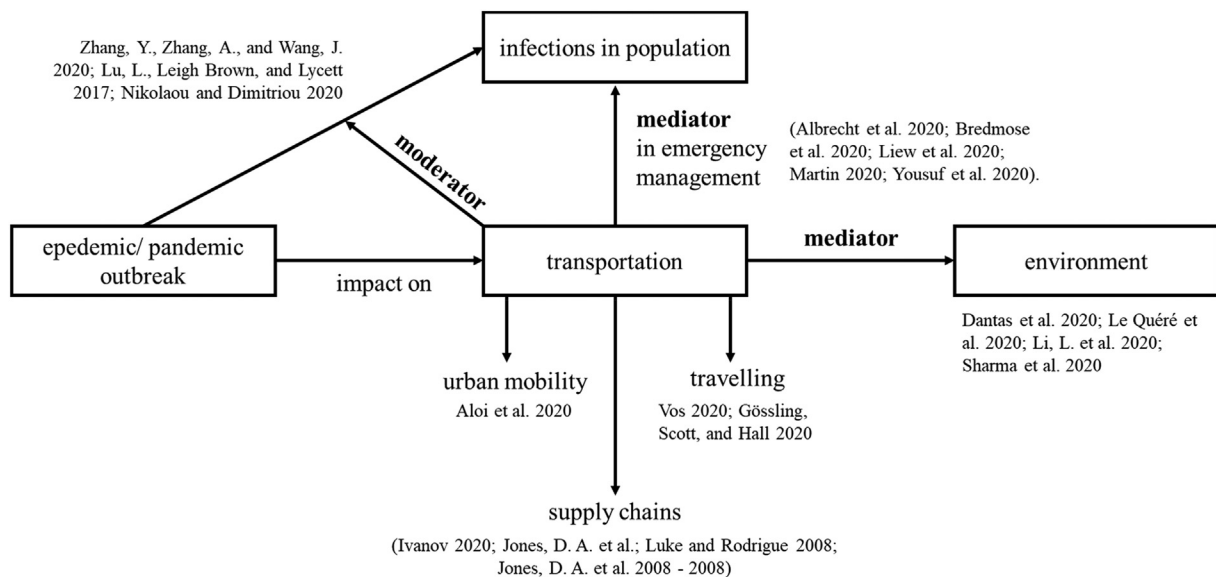 Zhang, Y., Zhang, A., and Wang, J.
2020; Lu, L., Leigh Brown, and Lycett
2017; Nikolaou and Dimitriou 2020
infections in population
mediator
in emergency
management
(Albrecht et al. 2020; Bredmose
et al. 2020; Liew et al. 2020;
Martin 2020; Yousuf et al. 2020).
moderator
epedemic/ pandemic
outbreak
impact on
transportation
mediator
environment
Dantas et al. 2020; Le Quéré et
al. 2020; Li, L. et al. 2020;
Sharma et al. 2020
urban mobility
Aloi et al. 2020
travelling
Vos 2020; Gössling,
Scott, and Hall 2020
supply chains
(Ivanov 2020; Jones, D. A. et al.; Luke and Rodrigue 2008;
Jones, D. A. et al. 2008 - 2008)